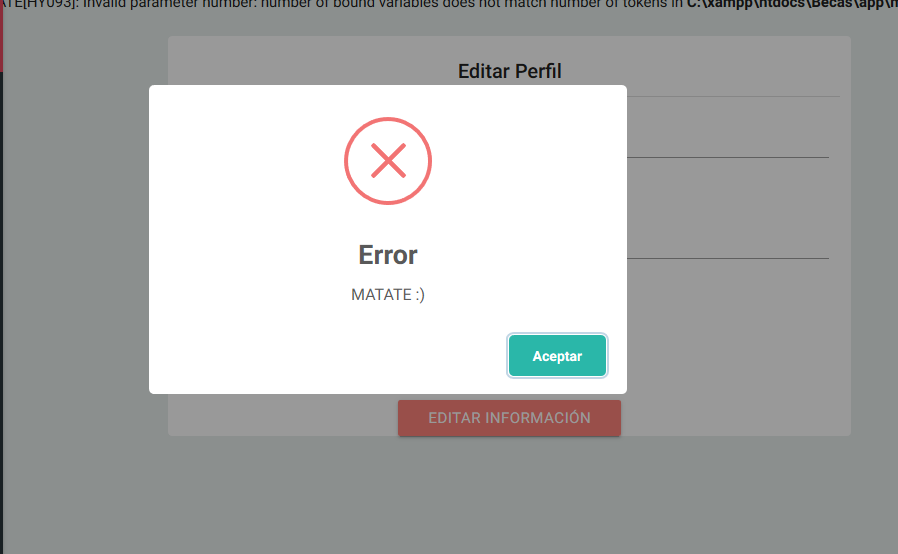 ATE[HY093]: Invalid parameter number: number of bound variables does not match number of tokens in C:\xampp\htdocs\Becas\app\m
Editar Perfil
Error
MATATE :)
Aceptar
EDITAR INFORMACIÓN